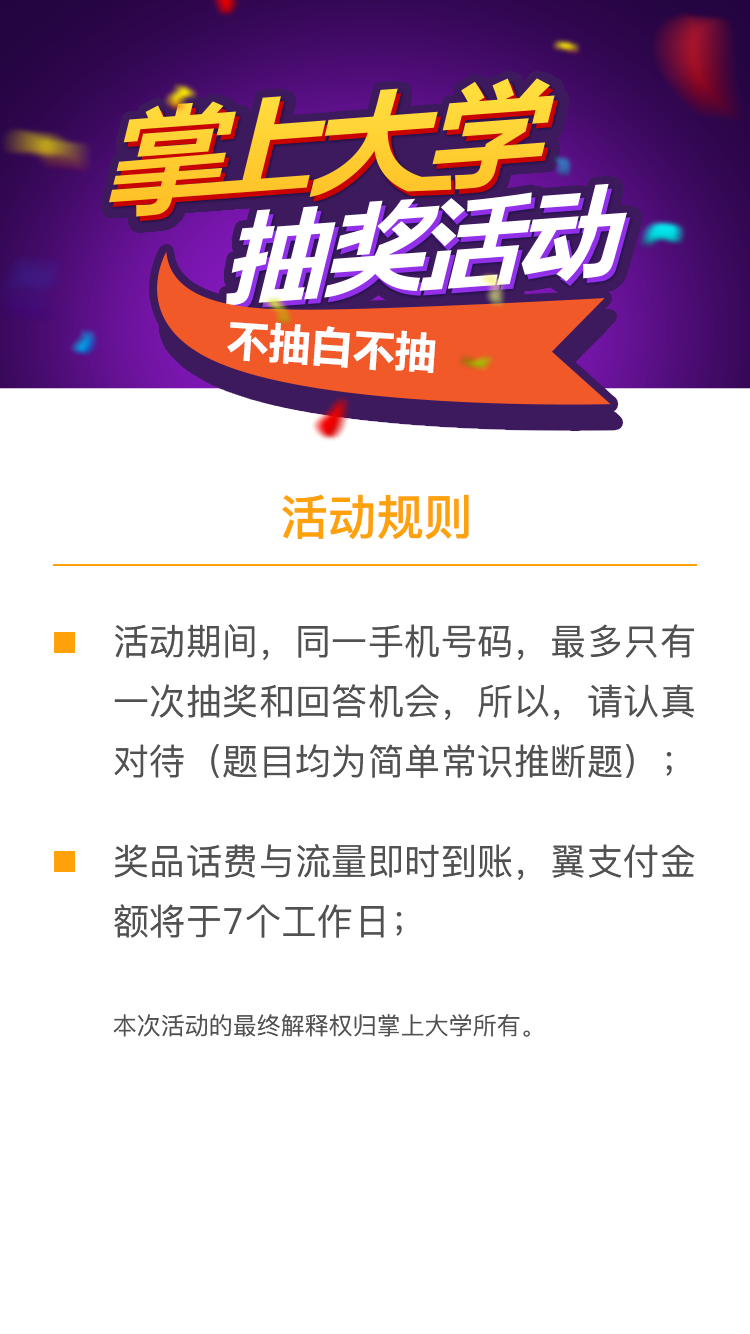 掌上大学
抽奖活动
不抽白不抽
活动规则
活动期间，同一手机号码，最多只有
一次抽奖和回答机会，所以，请认真
对待（题目均为简单常识推断题）；
奖品话费与流量即时到账，翼支付金
额将于7个工作日；
本次活动的最终解释权归掌上大学所有。